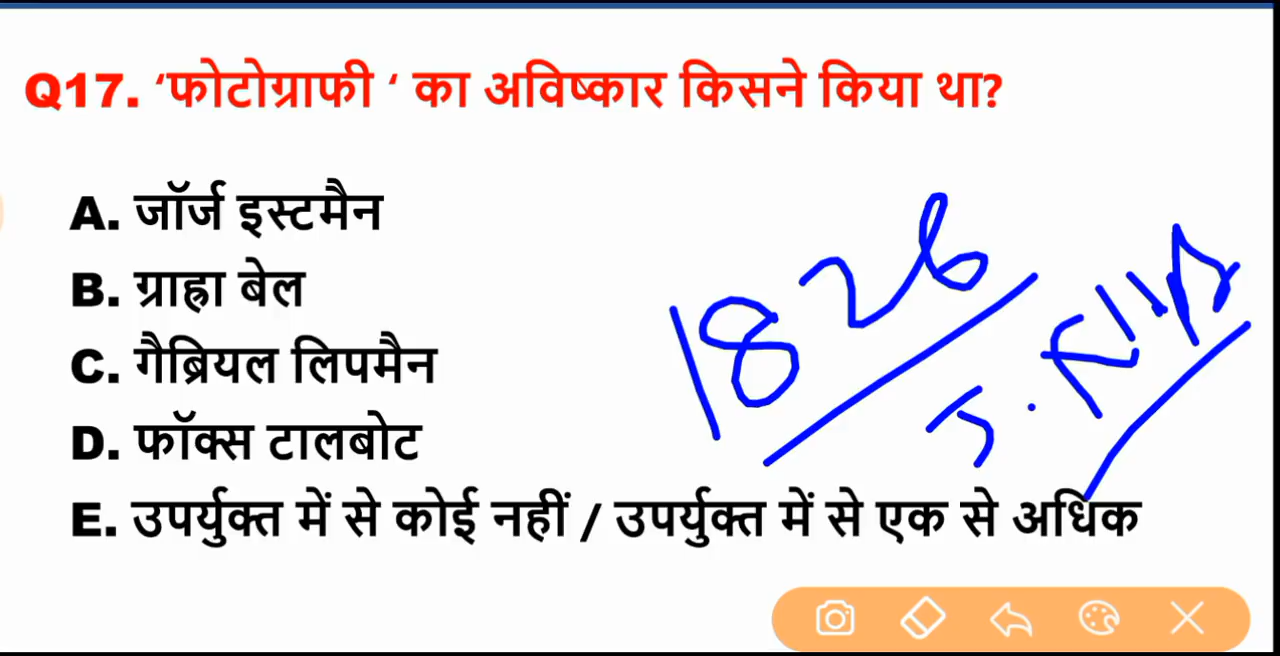 Q17. ‘फोटोग्राफी ‘ का अविष्कार किसने किया था?
A. जॉर्ज इस्टमैन
B. ग्राह्रा बेल
C. गैब्रियल लिपमैन
D. फॉक्स टालबोट
E. उपर्युक्त में से कोई नहीं / उपर्युक्त में से एक से अधिक
1826